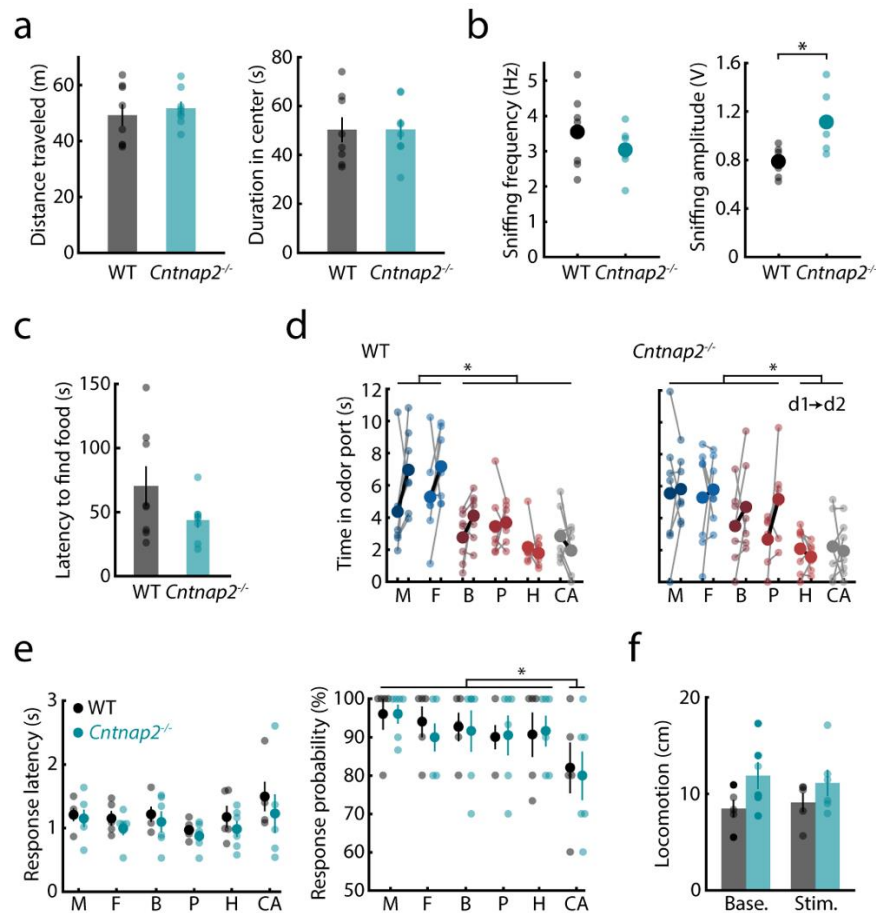 a
Distance traveled (m)
60
40
20
0
WT
Cntnap2-/-
Duration in center (s)
80
60
40
20
0
WT
Cntnap2-/-
b
Sniffing frequency (Hz)
5
4
3
2
1
0
WT Cntnap2-/-
*
Sniffing amplitude (V)
1.6
1.2
0.8
0.4
0
WT Cntnap2-/-
c
Latency to find food (s)
150
100
50
0
WT Cntnap2-/-
d
WT
*
Time in odor port (s)
12
10
8
6
4
2
0
M F B P H CA
Cntnap2-/-
*
d1→d2
M F B P H CA
e
Response latency (s)
3
2
1
0
WT
Cntnap2-/-
M F B P H CA
*
Response probability (%)
100
90
80
70
60
50
M F B P H CA
f
Locomotion (cm)
20
10
0
Base. Stim.